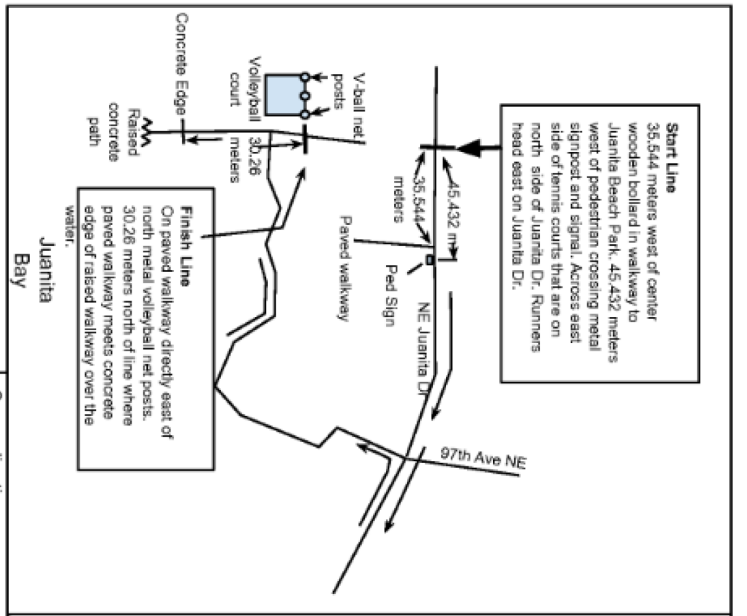 Start Line
35.544 meters west of center
wooden bollard in walkway to
Juanita Beach Park. 45.432 meters
west of pedestrian crossing metal
signpost and signal. Across east
side of tennis courts that are on
north side of Juanita Dr. Runners
head east on Juanita Dr.
45.432 m
35.544
meters
Ped Sign
Paved walkway
NE Juanita Dr
97th Ave NE
V-ball net
posts
Volleyball
court
30.26
meters
Concrete Edge
Raised
concrete
path
Finish Line
On paved walkway directly east of
north metal volleyball net posts.
30.26 meters north of line where
paved walkway meets concrete
edge of raised walkway over the
water.
Juanita
Bay